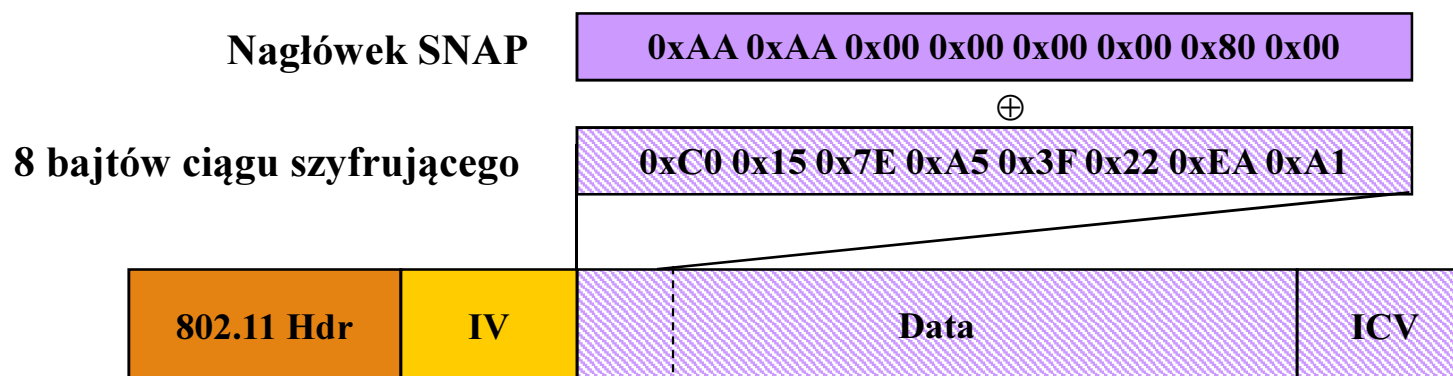 Nagłówek SNAP 0xAA 0xAA 0x00 0x00 0x00 0x00 0x80 0x00
⊕
8 bajtów ciągu szyfrującego 0xC0 0x15 0x7E 0xA5 0x3F 0x22 0xEA 0xA1
802.11 Hdr IV Data ICV